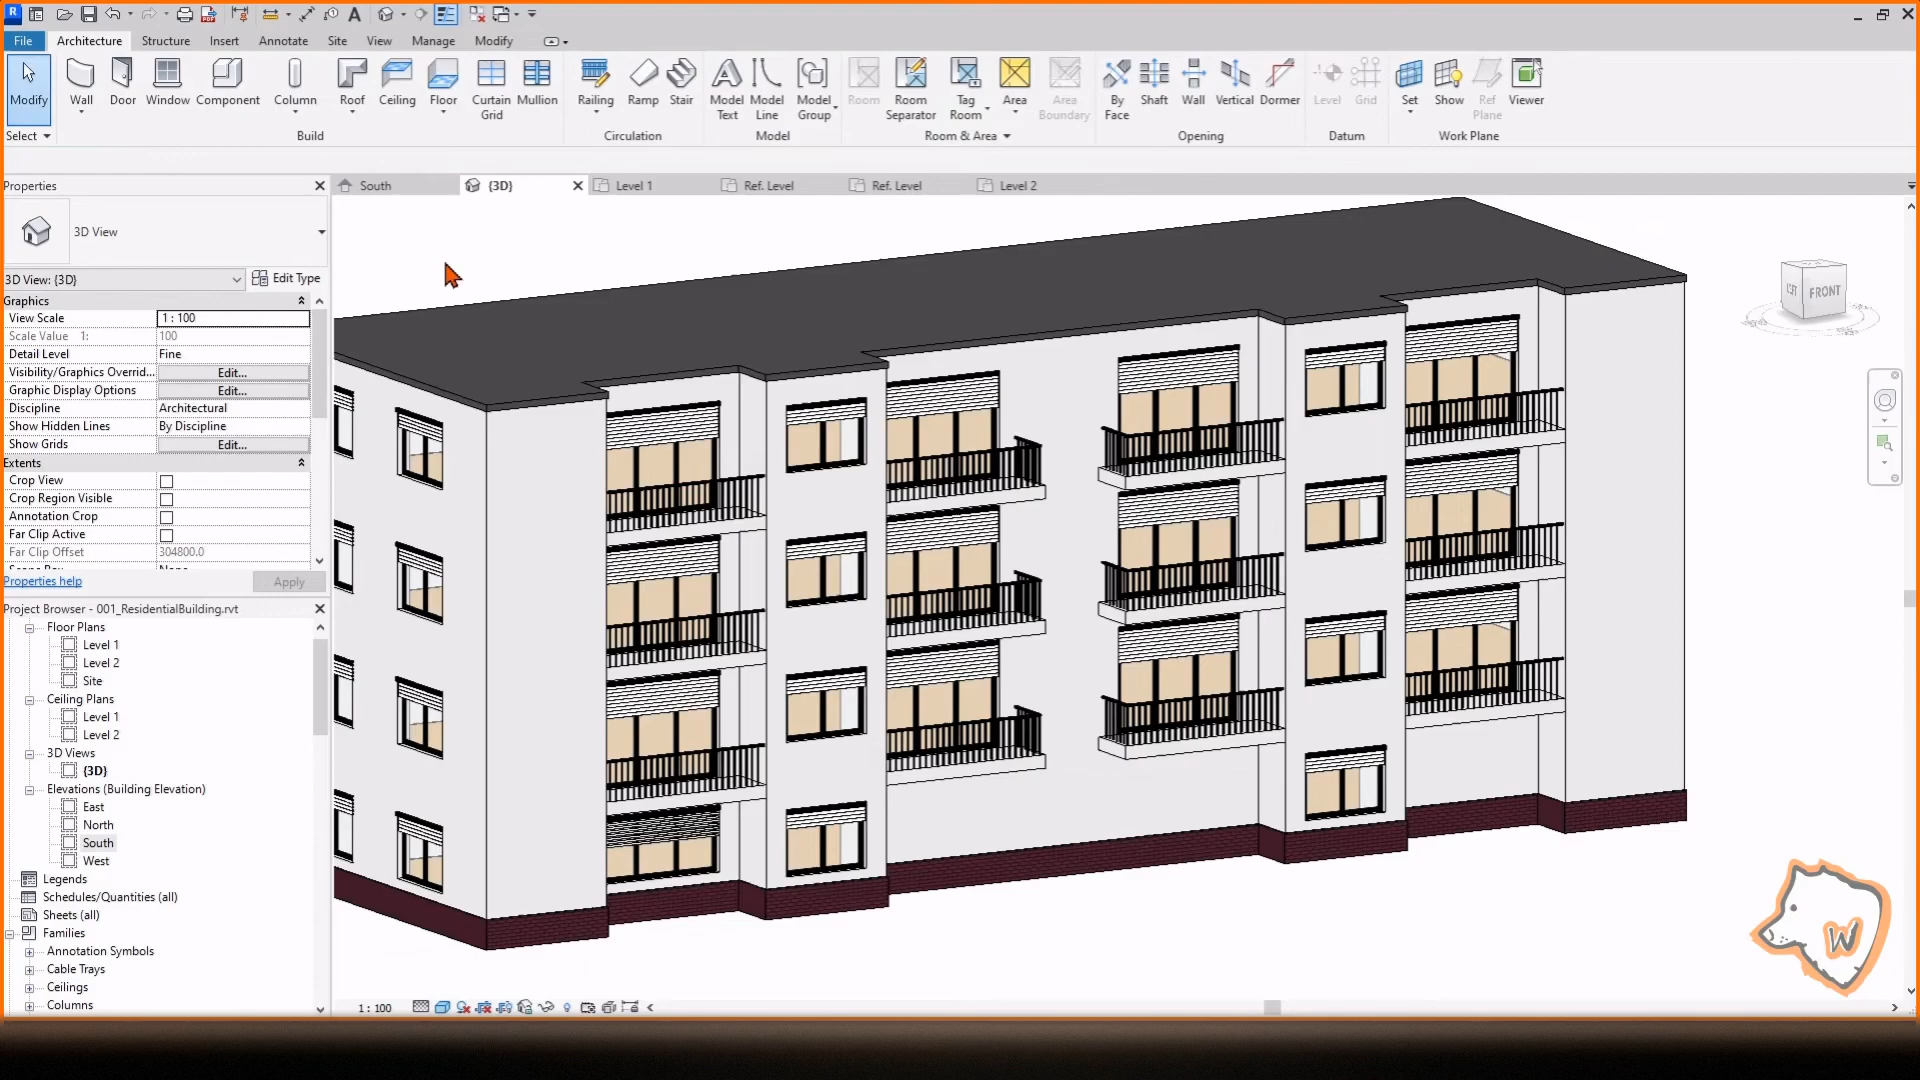 R
File
Architecture
Structure
Insert
Annotate
Site
View
Manage
Modify
Modify
Wall
Door
Window
Component
Column
Roof
Ceiling
Floor
Curtain Grid
Mullion
Railing
Ramp
Stair
Model Text
Model Line
Model Group
Room
Room Separator
Tag Room
Area
Area Boundary
By Face
Shaft
Wall
Vertical
Dormer
Level
Grid
Set
Show
Ref Plane
Viewer
Select
Build
Circulation
Model
Room & Area
Opening
Datum
Work Plane
Properties
South
{3D}
Level 1
Ref. Level
Ref. Level
Level 2
3D View
3D View: {3D}
Edit Type
Graphics
View Scale 1 : 100
Scale Value 1: 100
Detail Level Fine
Visibility/Graphics Overrid... Edit...
Graphic Display Options Edit...
Discipline Architectural
Show Hidden Lines By Discipline
Show Grids Edit...
Extents
Crop View
Crop Region Visible
Annotation Crop
Far Clip Active
Far Clip Offset 304800.0
Properties help
Apply
Project Browser - 001_ResidentialBuilding.rvt
Floor Plans
Level 1
Level 2
Site
Ceiling Plans
Level 1
Level 2
3D Views
{3D}
Elevations (Building Elevation)
East
North
South
West
Legends
Schedules/Quantities (all)
Sheets (all)
Families
Annotation Symbols
Cable Trays
Ceilings
Columns
LEFT
FRONT
W
1 : 100